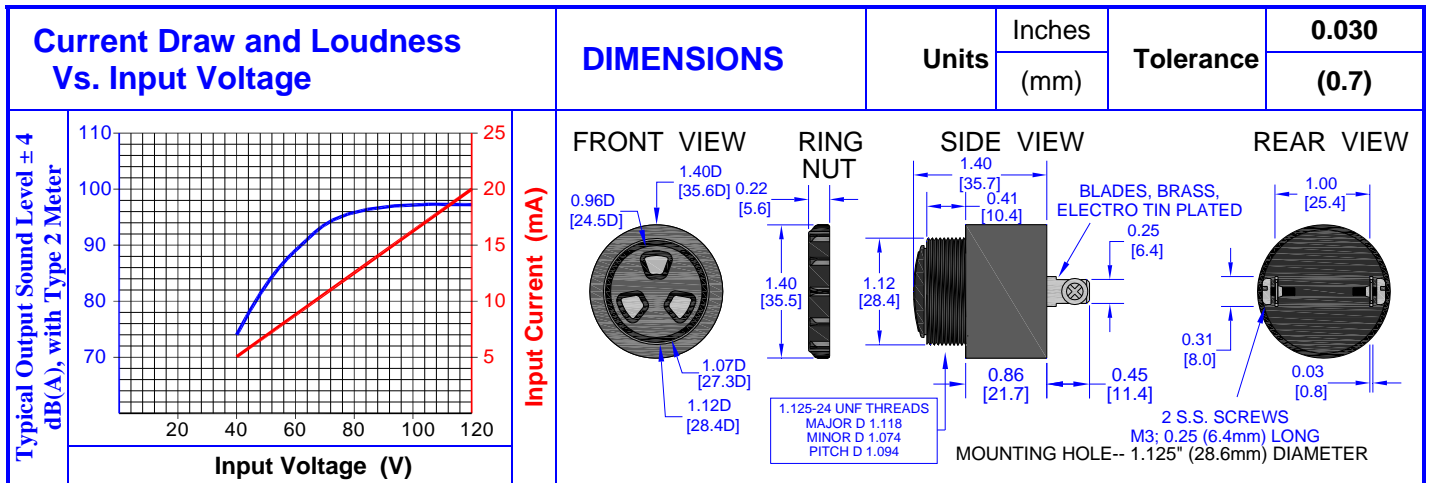 Current Draw and Loudness
Vs. Input Voltage
DIMENSIONS
Units
Inches
(mm)
Tolerance
0.030
(0.7)
Typical Output Sound Level ± 4
dB(A), with Type 2 Meter
110
100
90
80
70
20 40 60 80 100 120
Input Voltage (V)
25
20
15
10
5
Input Current (mA)
FRONT VIEW
1.40D
[35.6D]
0.96D
[24.5D]
1.07D
[27.3D]
1.12D
[28.4D]
RING
NUT
0.22
[5.6]
1.40
[35.5]
SIDE VIEW
1.40
[35.7]
0.41
[10.4]
BLADES, BRASS,
ELECTRO TIN PLATED
0.25
[6.4]
1.12
[28.4]
0.86
[21.7]
0.45
[11.4]
1.125-24 UNF THREADS
MAJOR D 1.118
MINOR D 1.074
PITCH D 1.094
REAR VIEW
1.00
[25.4]
0.31
[8.0]
0.03
[0.8]
2 S.S. SCREWS
M3; 0.25 (6.4mm) LONG
MOUNTING HOLE-- 1.125" (28.6mm) DIAMETER